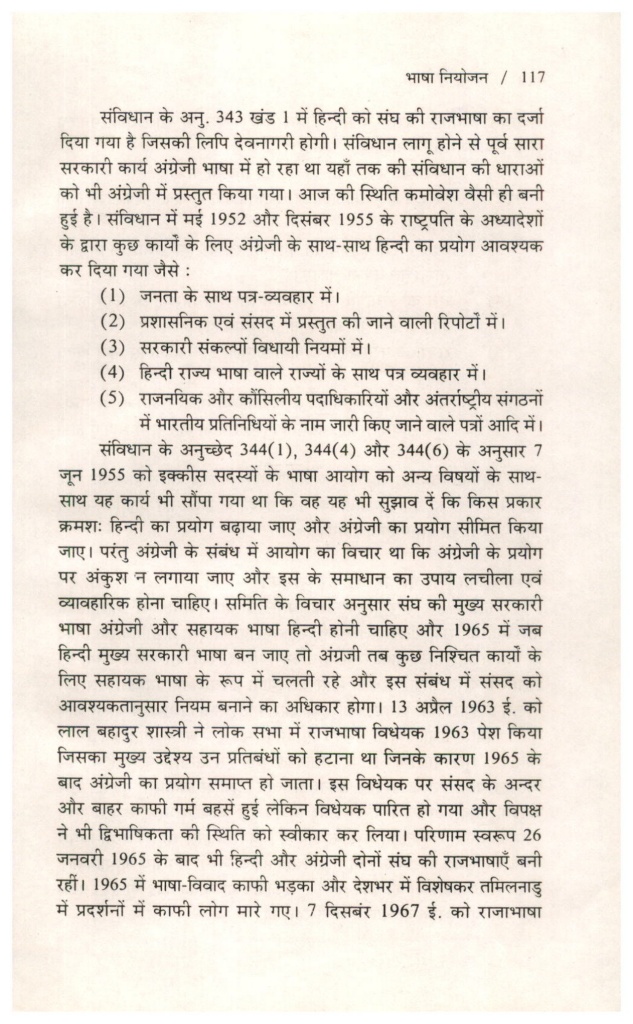 भाषा नियोजन / 117
संविधान के अनु. 343 खंड 1 में हिन्दी को संघ की राजभाषा का दर्जा
दिया गया है जिसकी लिपि देवनागरी होगी। संविधान लागू होने से पूर्व सारा
सरकारी कार्य अंग्रेजी भाषा में हो रहा था यहाँ तक की संविधान की धाराओं
को भी अंग्रेजी में प्रस्तुत किया गया। आज की स्थिति कमोवेश वैसी ही बनी
हुई है। संविधान में मई 1952 और दिसंबर 1955 के राष्ट्रपति के अध्यादेशों
के द्वारा कुछ कार्यों के लिए अंग्रेजी के साथ-साथ हिन्दी का प्रयोग आवश्यक
कर दिया गया जैसे :
(1) जनता के साथ पत्र-व्यवहार में।
(2) प्रशासनिक एवं संसद में प्रस्तुत की जाने वाली रिपोर्टों में।
(3) सरकारी संकल्पों विधायी नियमों में।
(4) हिन्दी राज्य भाषा वाले राज्यों के साथ पत्र व्यवहार में।
(5) राजनयिक और कौंसिलीय पदाधिकारियों और अंतर्राष्ट्रीय संगठनों
में भारतीय प्रतिनिधियों के नाम जारी किए जाने वाले पत्रों आदि में।
संविधान के अनुच्छेद 344(1), 344(4) और 344(6) के अनुसार 7
जून 1955 को इक्कीस सदस्यों के भाषा आयोग को अन्य विषयों के साथ-
साथ यह कार्य भी सौंपा गया था कि वह यह भी सुझाव दें कि किस प्रकार
क्रमशः हिन्दी का प्रयोग बढ़ाया जाए और अंग्रेजी का प्रयोग सीमित किया
जाए। परंतु अंग्रेजी के संबंध में आयोग का विचार था कि अंग्रेजी के प्रयोग
पर अंकुश न लगाया जाए और इस के समाधान का उपाय लचीला एवं
व्यावहारिक होना चाहिए। समिति के विचार अनुसार संघ की मुख्य सरकारी
भाषा अंग्रेजी और सहायक भाषा हिन्दी होनी चाहिए और 1965 में जब
हिन्दी मुख्य सरकारी भाषा बन जाए तो अंग्रजी तब कुछ निश्चित कार्यों के
लिए सहायक भाषा के रूप में चलती रहे और इस संबंध में संसद को
आवश्यकतानुसार नियम बनाने का अधिकार होगा। 13 अप्रैल 1963 ई. को
लाल बहादुर शास्त्री ने लोक सभा में राजभाषा विधेयक 1963 पेश किया
जिसका मुख्य उद्देश्य उन प्रतिबंधों को हटाना था जिनके कारण 1965 के
बाद अंग्रेजी का प्रयोग समाप्त हो जाता। इस विधेयक पर संसद के अन्दर
और बाहर काफी गर्म बहसें हुई लेकिन विधेयक पारित हो गया और विपक्ष
ने भी द्विभाषिकता की स्थिति को स्वीकार कर लिया। परिणाम स्वरूप 26
जनवरी 1965 के बाद भी हिन्दी और अंग्रेजी दोनों संघ की राजभाषाएँ बनी
रहीं। 1965 में भाषा-विवाद काफी भड़का और देशभर में विशेषकर तमिलनाडु
में प्रदर्शनों में काफी लोग मारे गए। 7 दिसबंर 1967 ई. को राजाभाषा